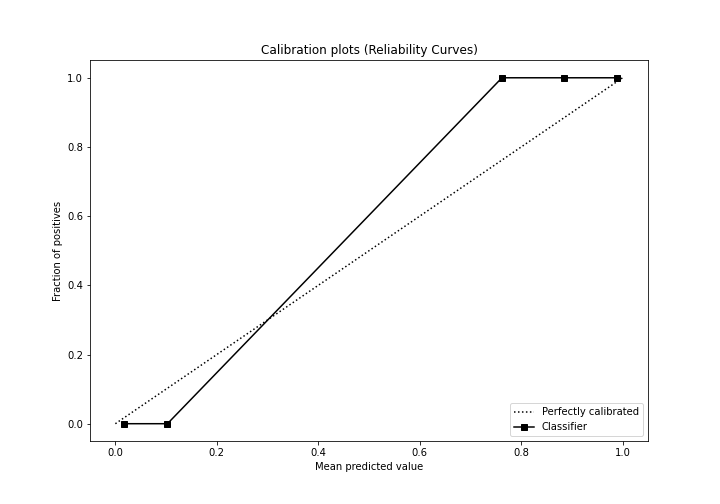 Calibration plots (Reliability Curves)
1.0
0.8
0.6
0.4
0.2
0.0
Fraction of positives
0.0 0.2 0.4 0.6 0.8 1.0
Mean predicted value
Perfectly calibrated
Classifier